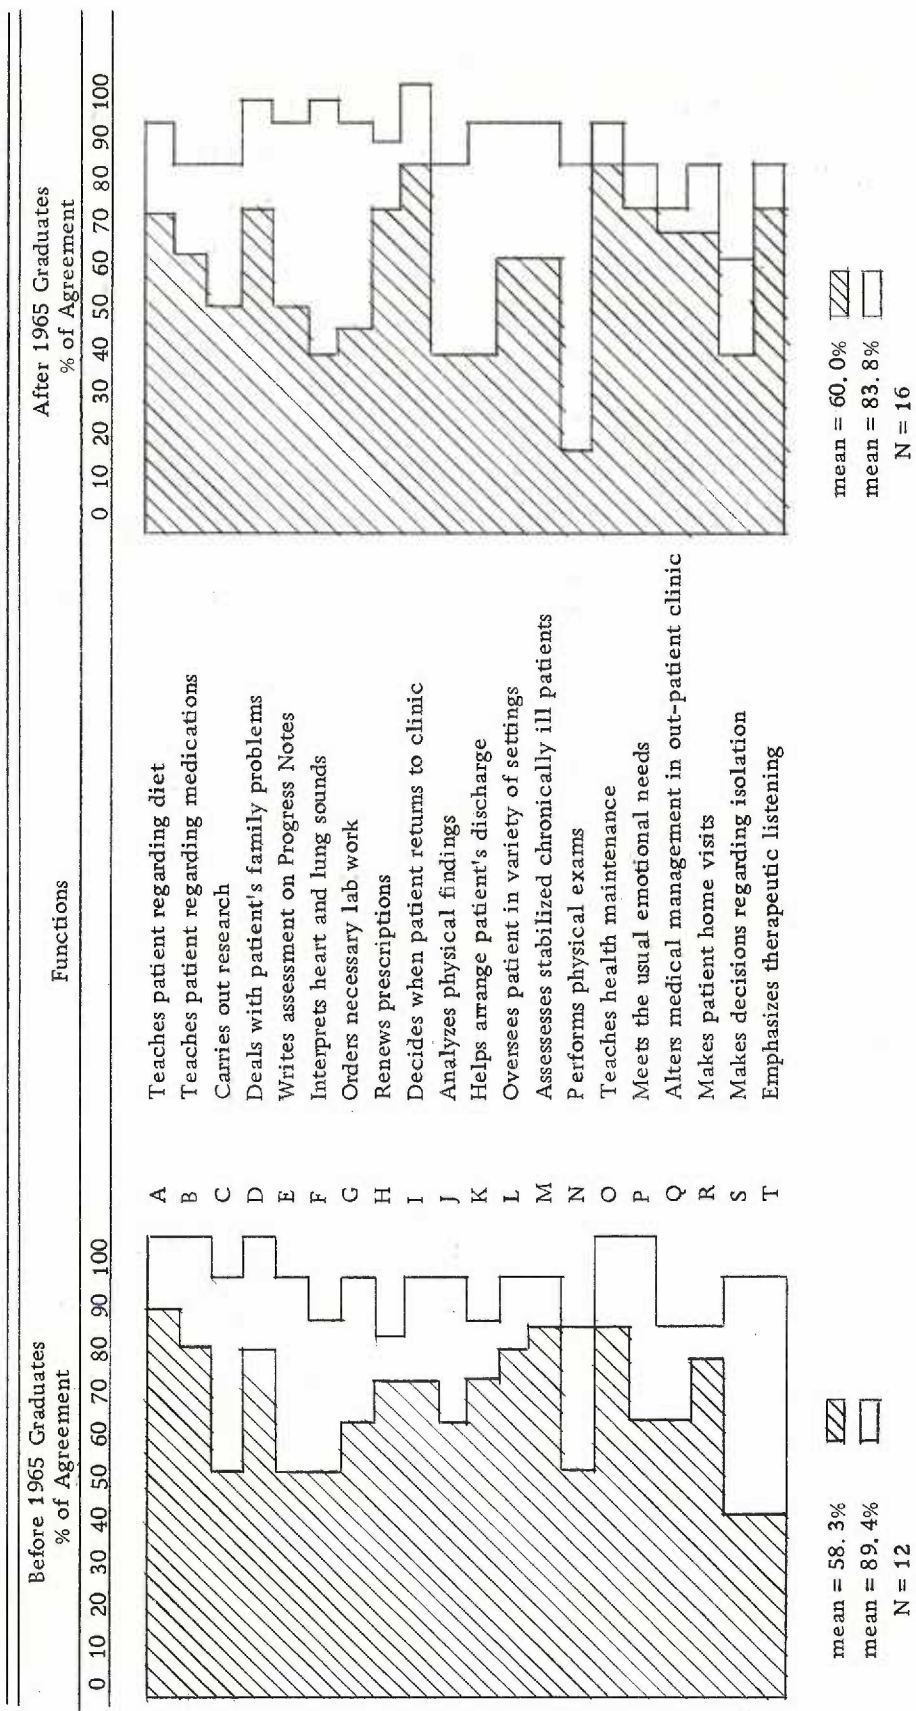 Before 1965 Graduates
% of Agreement
0 10 20 30 40 50 60 70 80 90 100
Functions
After 1965 Graduates
% of Agreement
0 10 20 30 40 50 60 70 80 90 100
A Teaches patient regarding diet
B Teaches patient regarding medications
C Carries out research
D Deals with patient's family problems
E Writes assessment on Progress Notes
F Interprets heart and lung sounds
G Orders necessary lab work
H Renews prescriptions
I Decides when patient returns to clinic
J Analyzes physical findings
K Helps arrange patient's discharge
L Oversees patient in variety of settings
M Assessesses stabilized chronically ill patients
N Performs physical exams
O Teaches health maintenance
P Meets the usual emotional needs
Q Alters medical management in out-patient clinic
R Makes patient home visits
S Makes decisions regarding isolation
T Emphasizes therapeutic listening
mean = 58.3%
mean = 89.4%
N = 12
mean = 60.0%
mean = 83.8%
N = 16